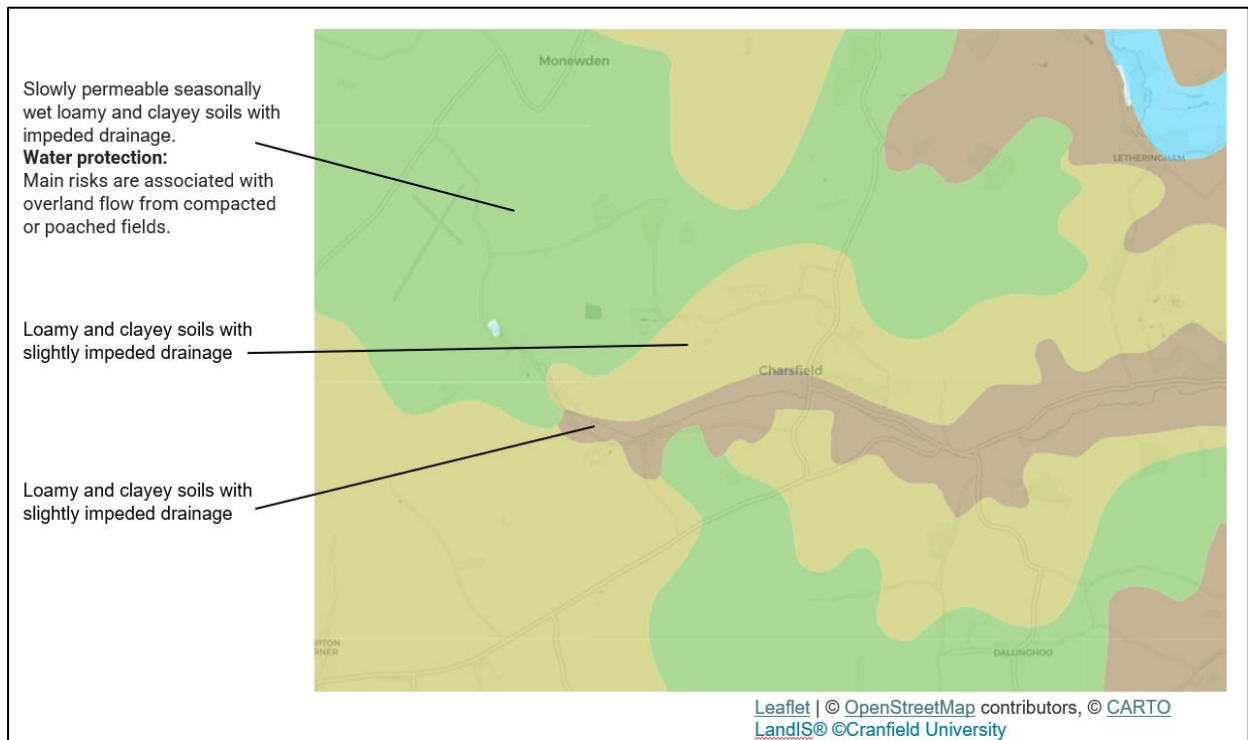 Slowly permeable seasonally
wet loamy and clayey soils with
impeded drainage.
Water protection:
Main risks are associated with
overland flow from compacted
or poached fields.
Loamy and clayey soils with
slightly impeded drainage
Loamy and clayey soils with
slightly impeded drainage
Monewden
LETHERINGHAM
Charsfield
PTON
RNER
DALLINGHOO
Leaflet | © OpenStreetMap contributors, © CARTO
LandIS® ©Cranfield University